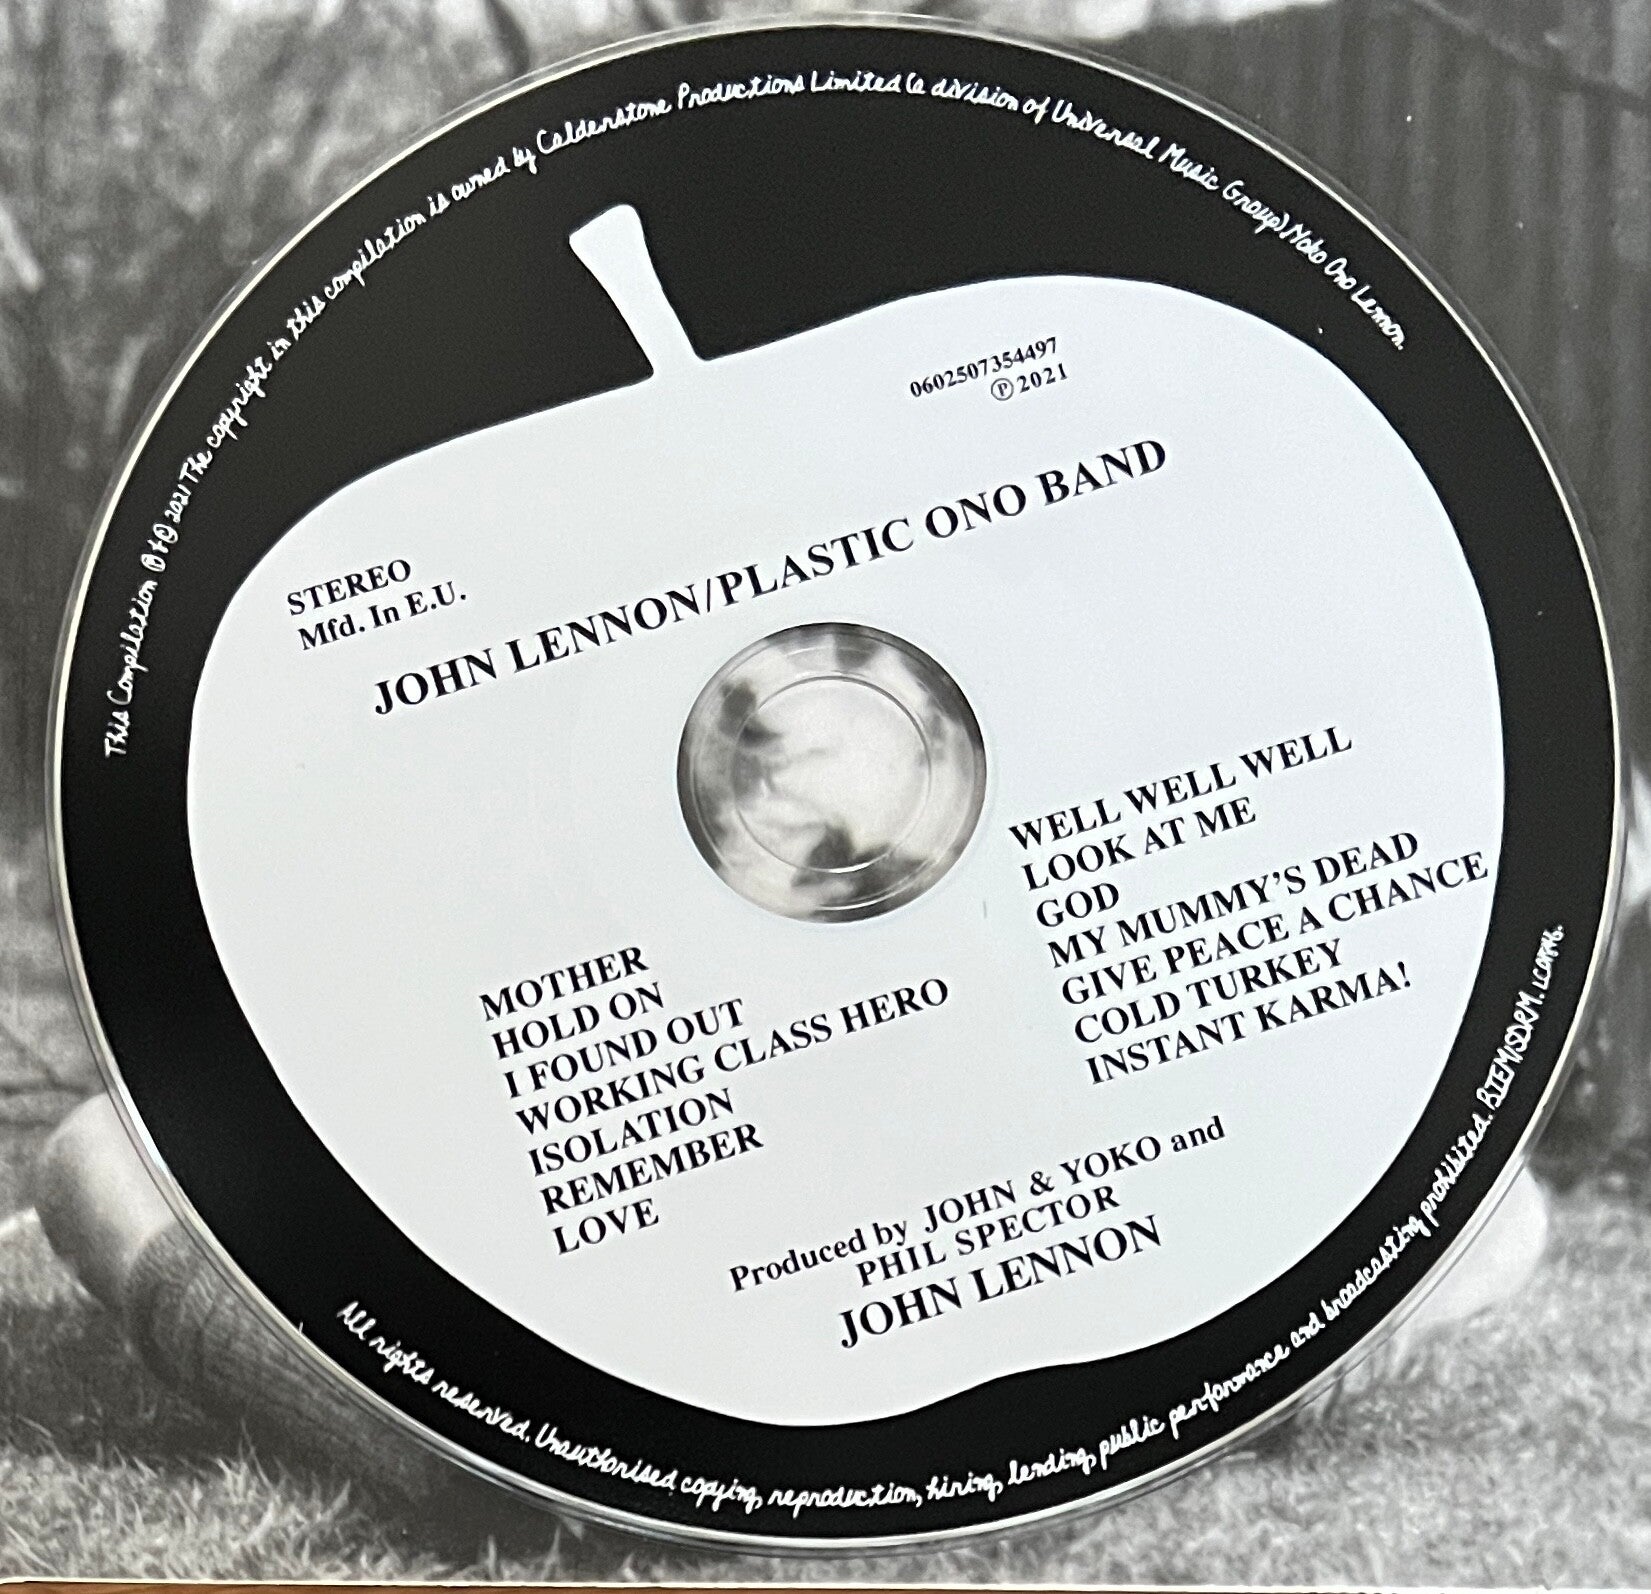 This Compilation ℗+© 2021 The copyright in this compilation is owned by Calderstone Productions Limited (a division of Universal Music Group)/Yoko Ono Lennon.
0602507354497
℗2021
STEREO
Mfd. In E.U.
JOHN LENNON/PLASTIC ONO BAND
MOTHER
HOLD ON
I FOUND OUT
WORKING CLASS HERO
ISOLATION
REMEMBER
LOVE
WELL WELL WELL
LOOK AT ME
GOD
MY MUMMY’S DEAD
GIVE PEACE A CHANCE
COLD TURKEY
INSTANT KARMA!
Produced by JOHN & YOKO and
PHIL SPECTOR
JOHN LENNON
All rights reserved. Unauthorised copying, reproduction, hiring, lending, public performance and broadcasting prohibited. BIEM/SDRM.